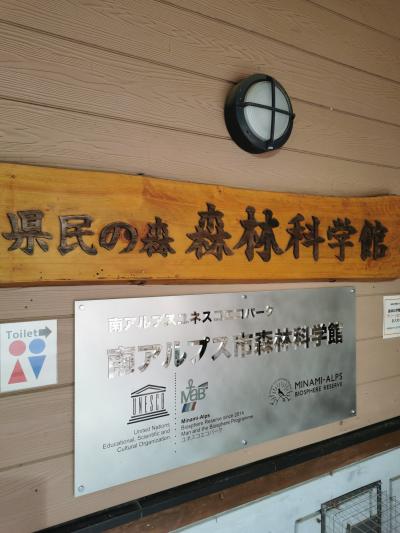 県民の森 森林科学館
南アルプスユネスコエコパーク
南アルプス市森林科学館
UNESCO
United Nations
Educational, Scientific and
Cultural Organization
MaB
Minami-Alps
Biosphere Reserve since 2014
Man and the Biosphere Programme
ユネスコエコパーク
MINAMI-ALPS
BIOSPHERE RESERVE
Toilet